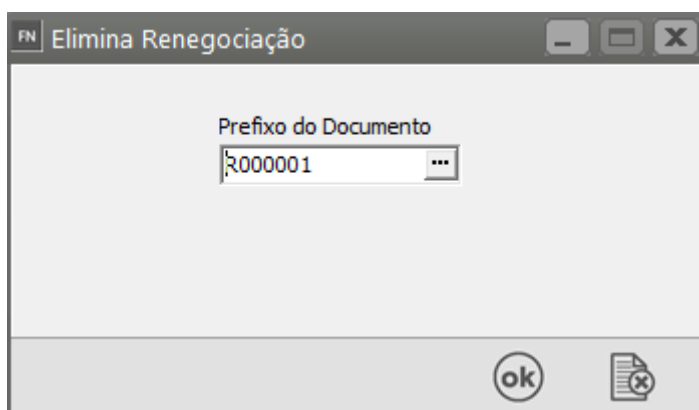 FN Elimina Renegociação
Prefixo do Documento
R000001
ok